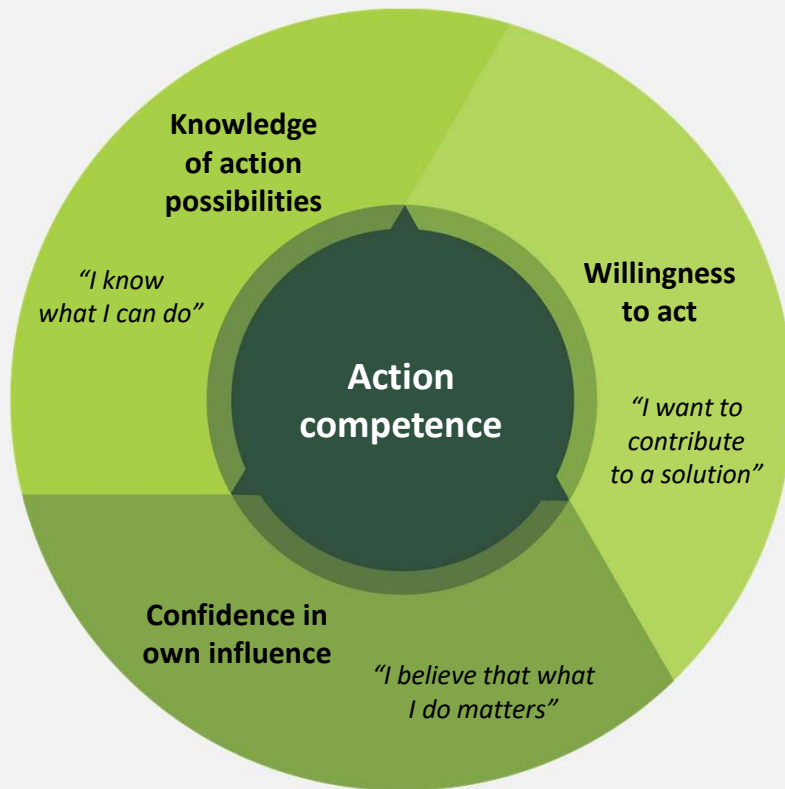 Knowledge
of action
possibilities
“I know
what I can do”
Willingness
to act
“I want to
contribute
to a solution”
Action
competence
Confidence in
own influence
“I believe that what
I do matters”